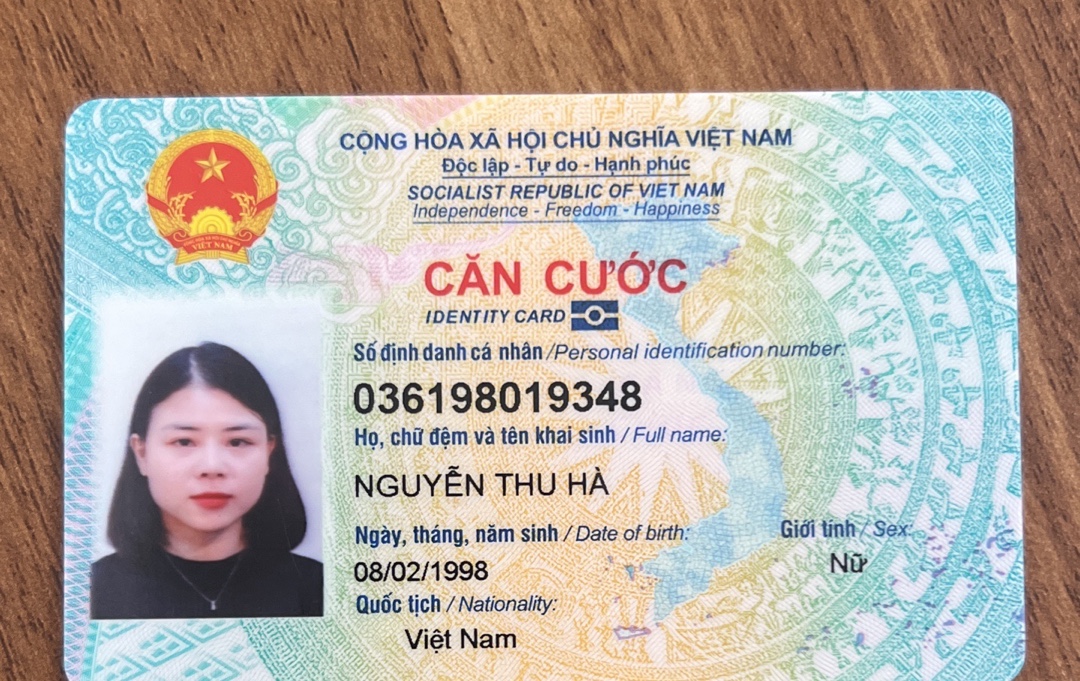 CỘNG HÒA XÃ HỘI CHỦ NGHĨA VIỆT NAM
Độc lập - Tự do - Hạnh phúc
SOCIALIST REPUBLIC OF VIET NAM
Independence - Freedom - Happiness
VIỆT NAM
CĂN CƯỚC
IDENTITY CARD
Số định danh cá nhân /Personal identification number:
036198019348
Họ, chữ đệm và tên khai sinh / Full name:
NGUYỄN THU HÀ
Ngày, tháng, năm sinh / Date of birth:
Giới tính / Sex:
08/02/1998
Nữ
Quốc tịch / Nationality:
Việt Nam